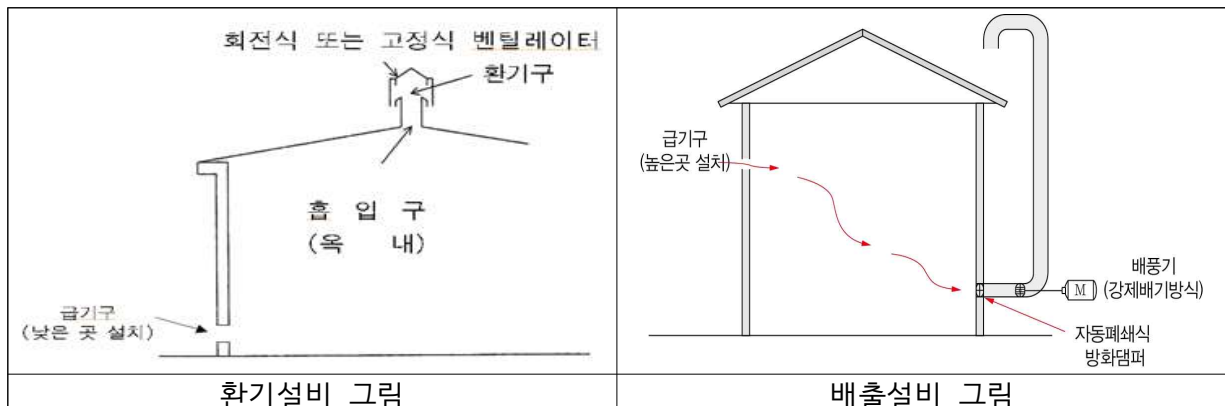 회전식 또는 고정식 벤틸레이터
환기구
흡 입 구
(옥 내)
급기구
(낮은 곳 설치)
환기설비 그림
급기구
(높은곳 설치)
배풍기
(강제배기방식)
M
자동폐쇄식
방화댐퍼
배출설비 그림